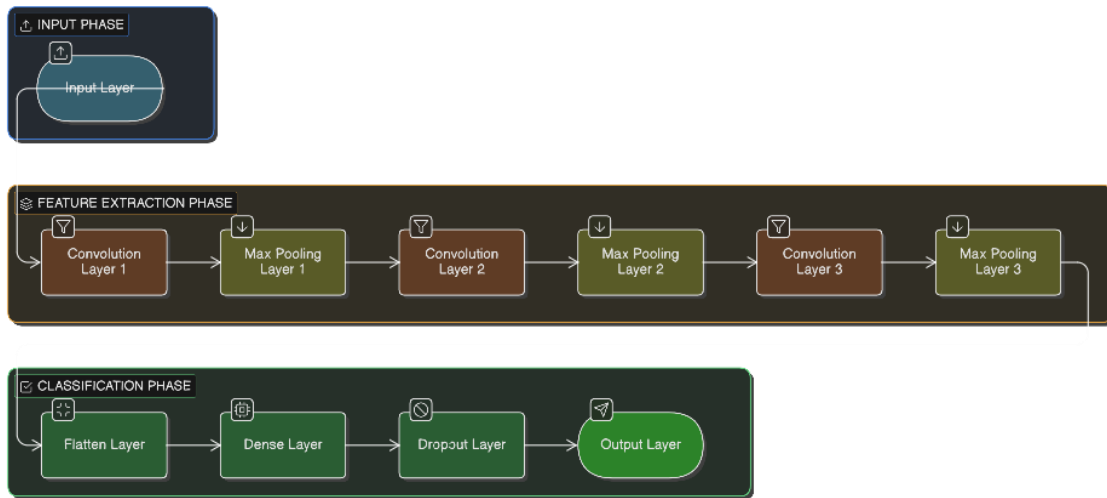 INPUT PHASE
Input Layer
FEATURE EXTRACTION PHASE
Convolution
Layer 1
Max Pooling
Layer 1
Convolution
Layer 2
Max Pooling
Layer 2
Convolution
Layer 3
Max Pooling
Layer 3
CLASSIFICATION PHASE
Flatten Layer
Dense Layer
Dropout Layer
Output Layer